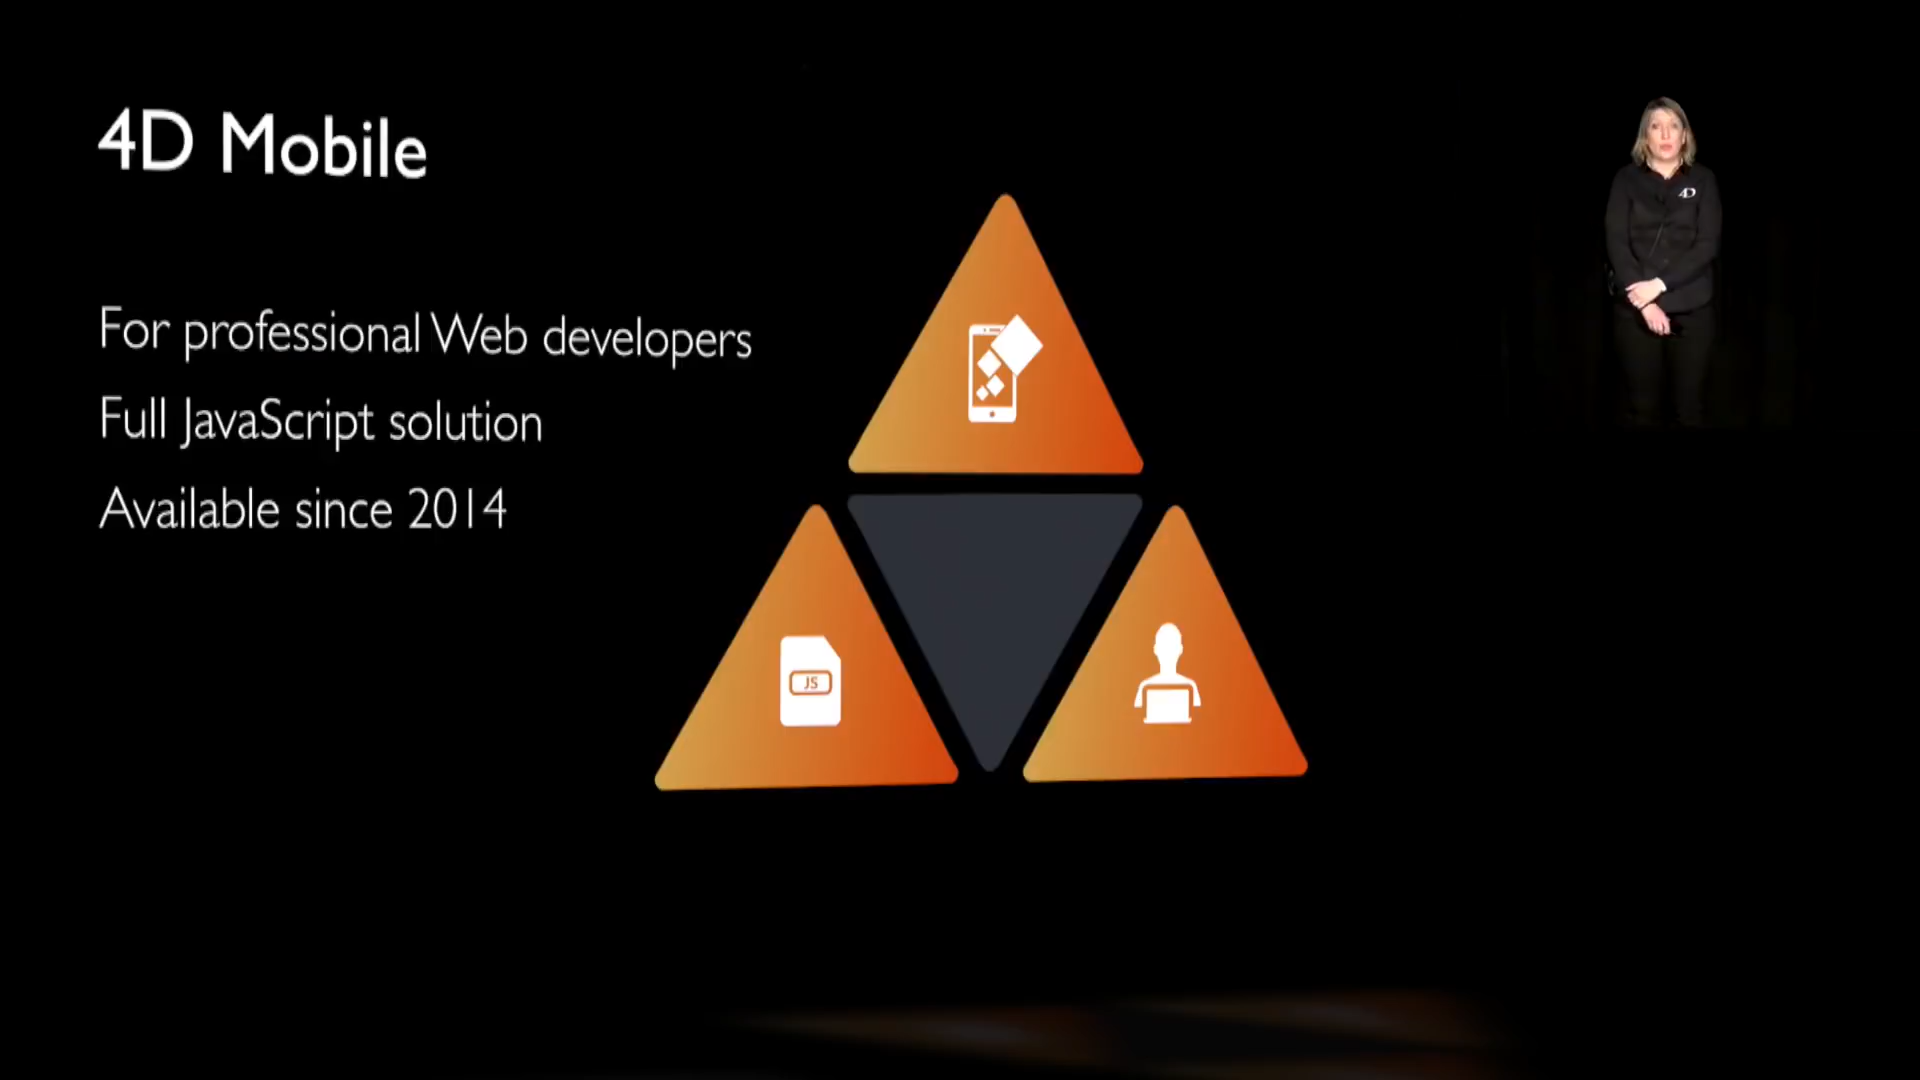 4D Mobile
4D
For professional Web developers
Full JavaScript solution
Available since 2014
JS